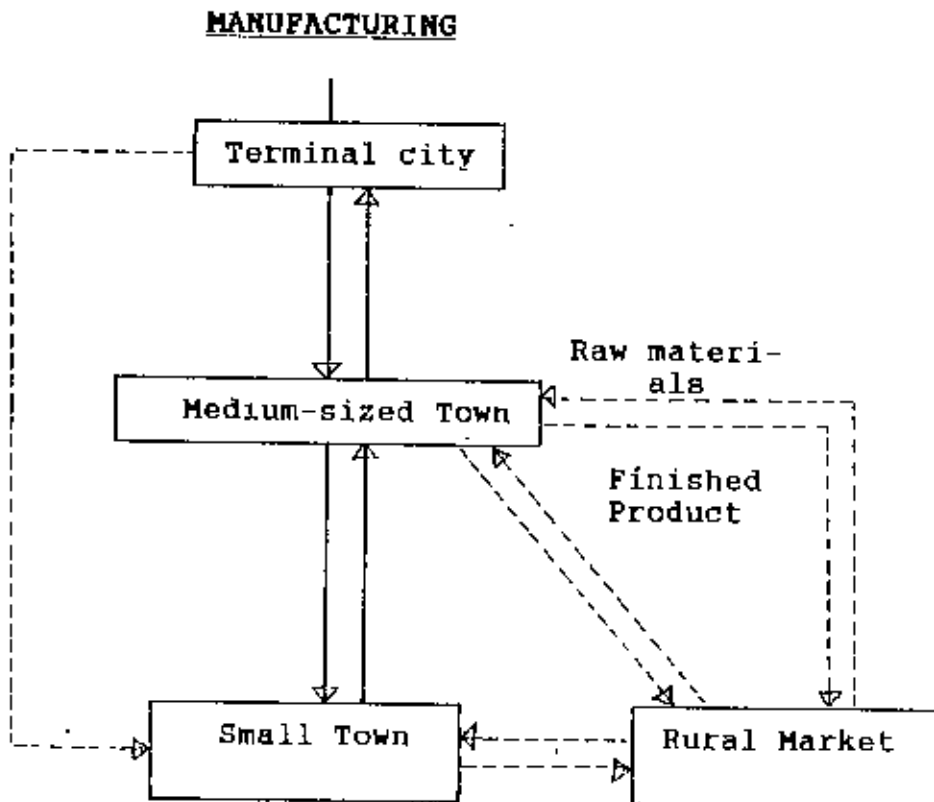 MANUFACTURING
Terminal city
Raw materi-
als
Medium-sized Town
Finished
Product
Small Town
Rural Market